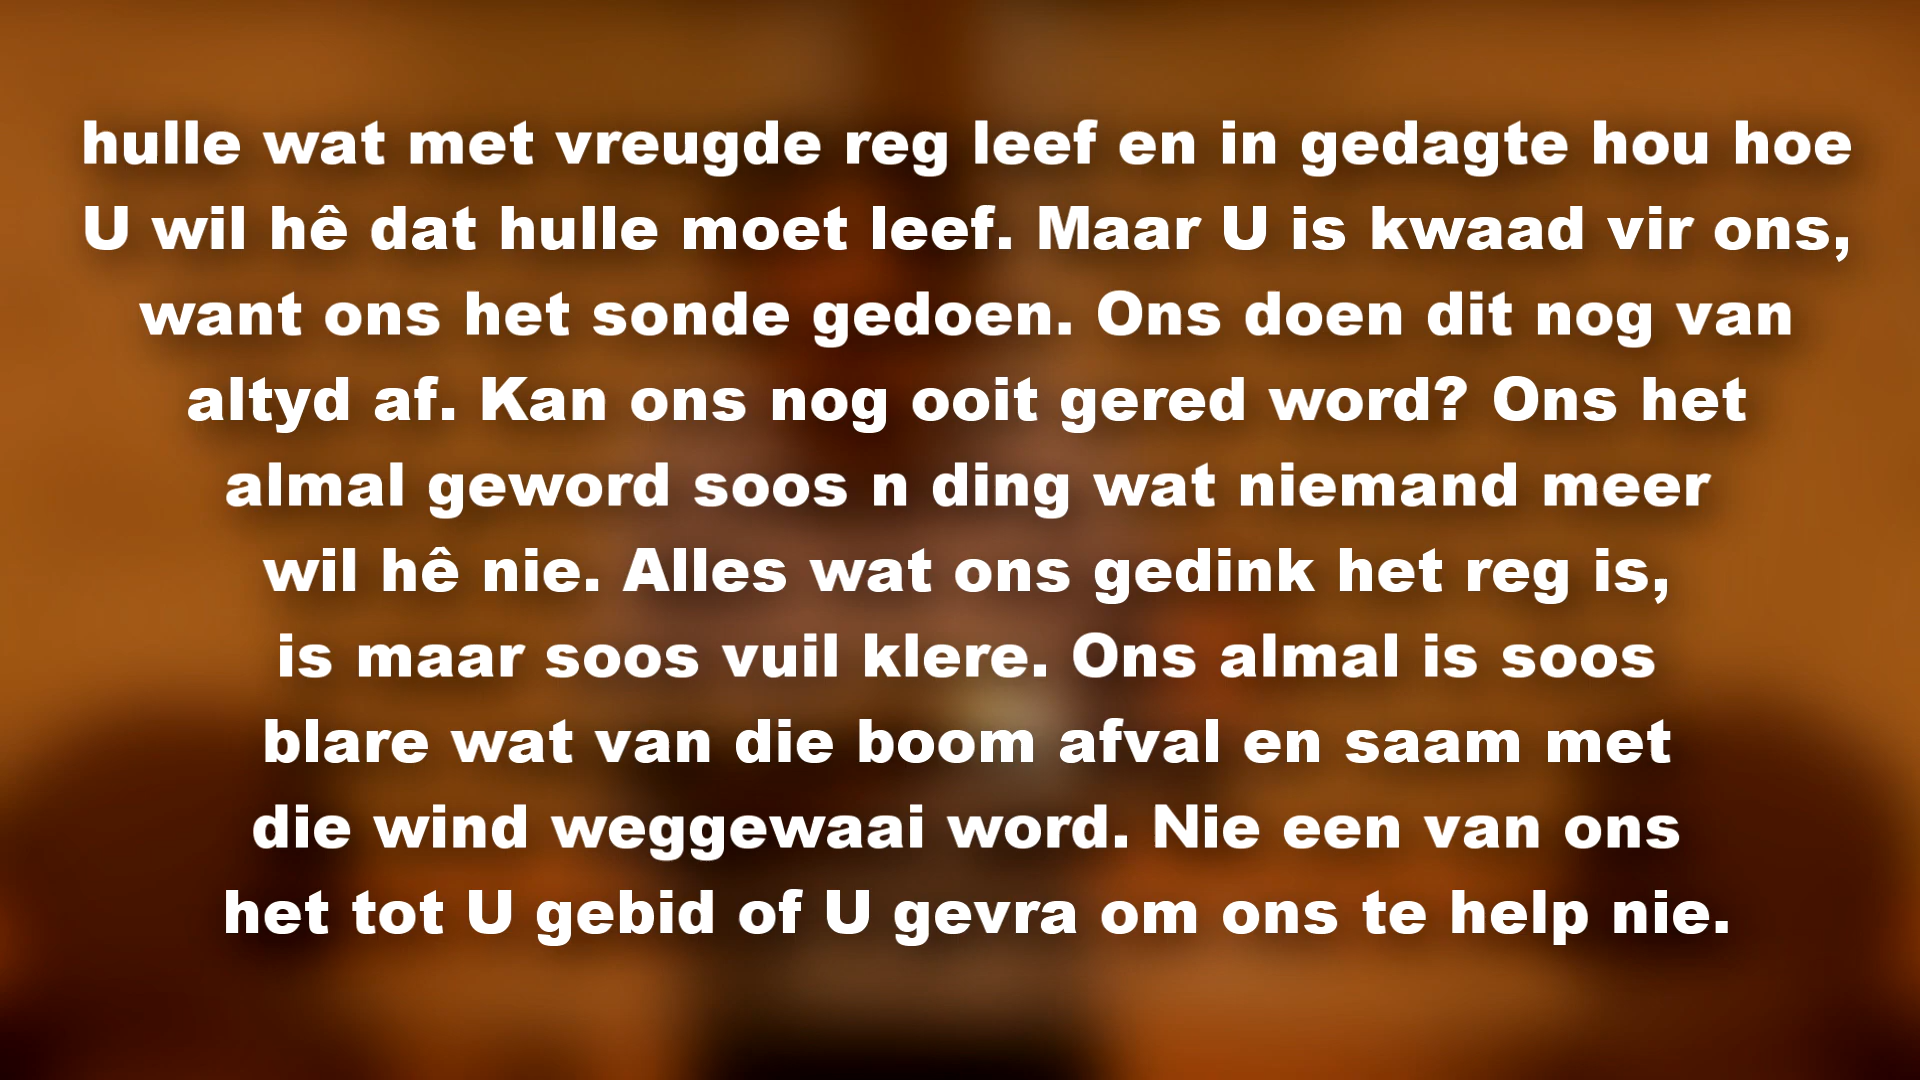 hulle wat met vreugde reg leef en in gedagte hou hoe
U wil hê dat hulle moet leef. Maar U is kwaad vir ons,
want ons het sonde gedoen. Ons doen dit nog van
altyd af. Kan ons nog ooit gered word? Ons het
almal geword soos n ding wat niemand meer
wil hê nie. Alles wat ons gedink het reg is,
is maar soos vuil klere. Ons almal is soos
blare wat van die boom afval en saam met
die wind weggewaai word. Nie een van ons
het tot U gebid of U gevra om ons te help nie.